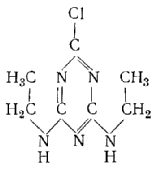 Cl
C
H₃C N N CH₃
H₂C C C CH₂
N N N
H H